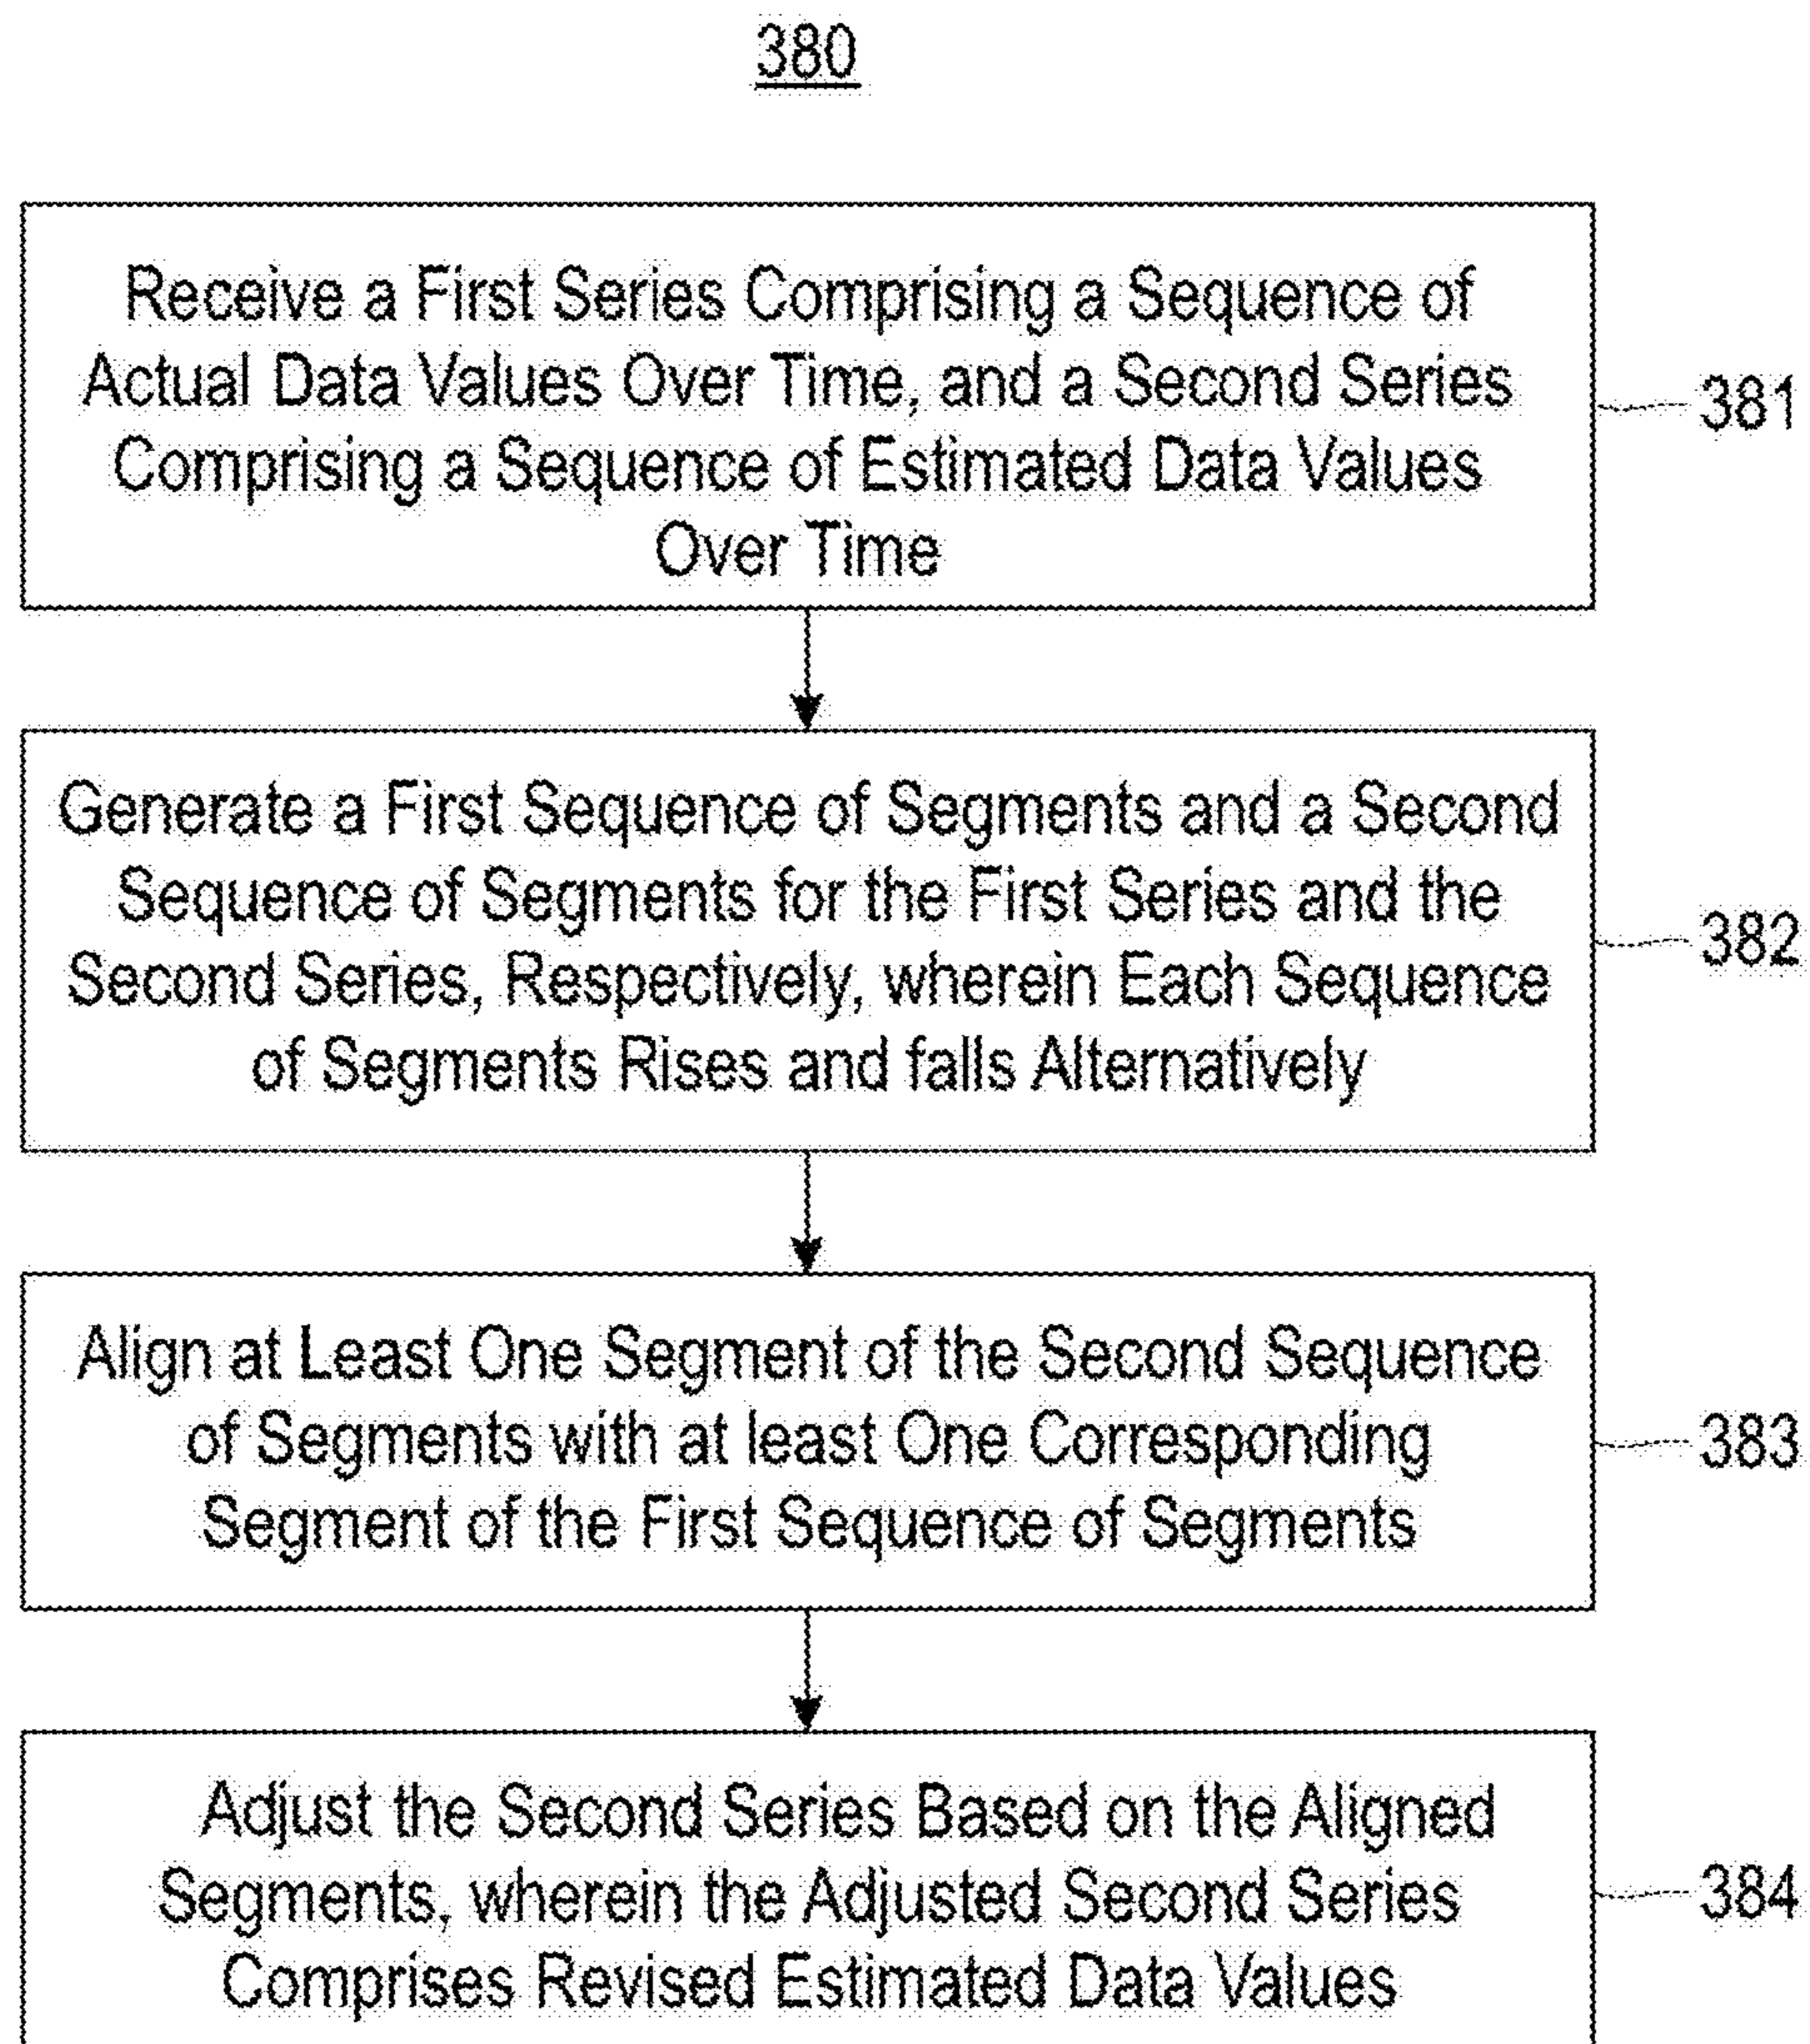 380
Receive a First Series Comprising a Sequence of
Actual Data Values Over Time, and a Second Series
Comprising a Sequence of Estimated Data Values
Over Time
381
Generate a First Sequence of Segments and a Second
Sequence of Segments for the First Series and the
Second Series, Respectively, wherein Each Sequence
of Segments Rises and falls Alternatively
382
Align at Least One Segment of the Second Sequence
of Segments with at least One Corresponding
Segment of the First Sequence of Segments
383
Adjust the Second Series Based on the Aligned
Segments, wherein the Adjusted Second Series
Comprises Revised Estimated Data Values
384